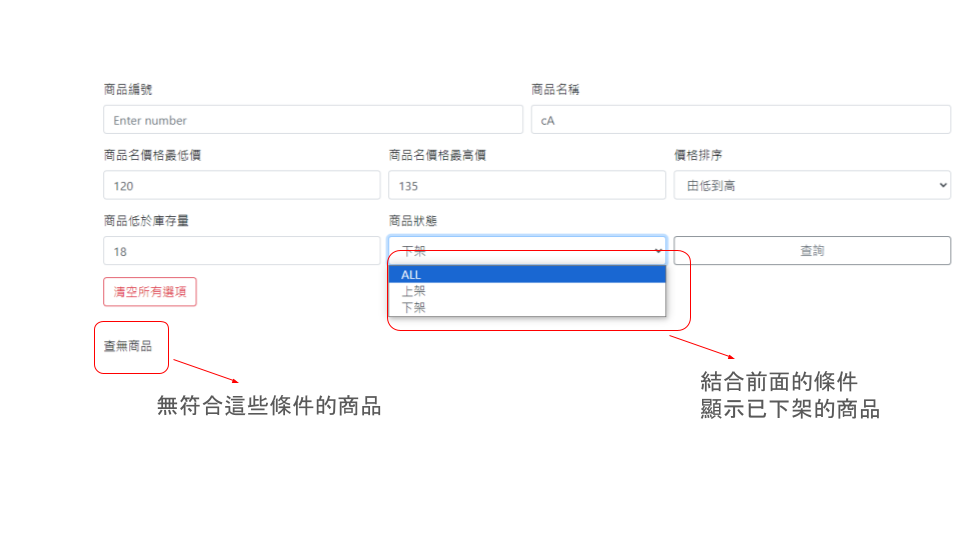 商品編號
商品名稱
Enter number
cA
商品名價格最低價
商品名價格最高價
價格排序
120
135
由低到高
商品低於庫存量
商品狀態
18
下架
查詢
ALL
上架
下架
清空所有選項
查無商品
無符合這些條件的商品
結合前面的條件
顯示已下架的商品